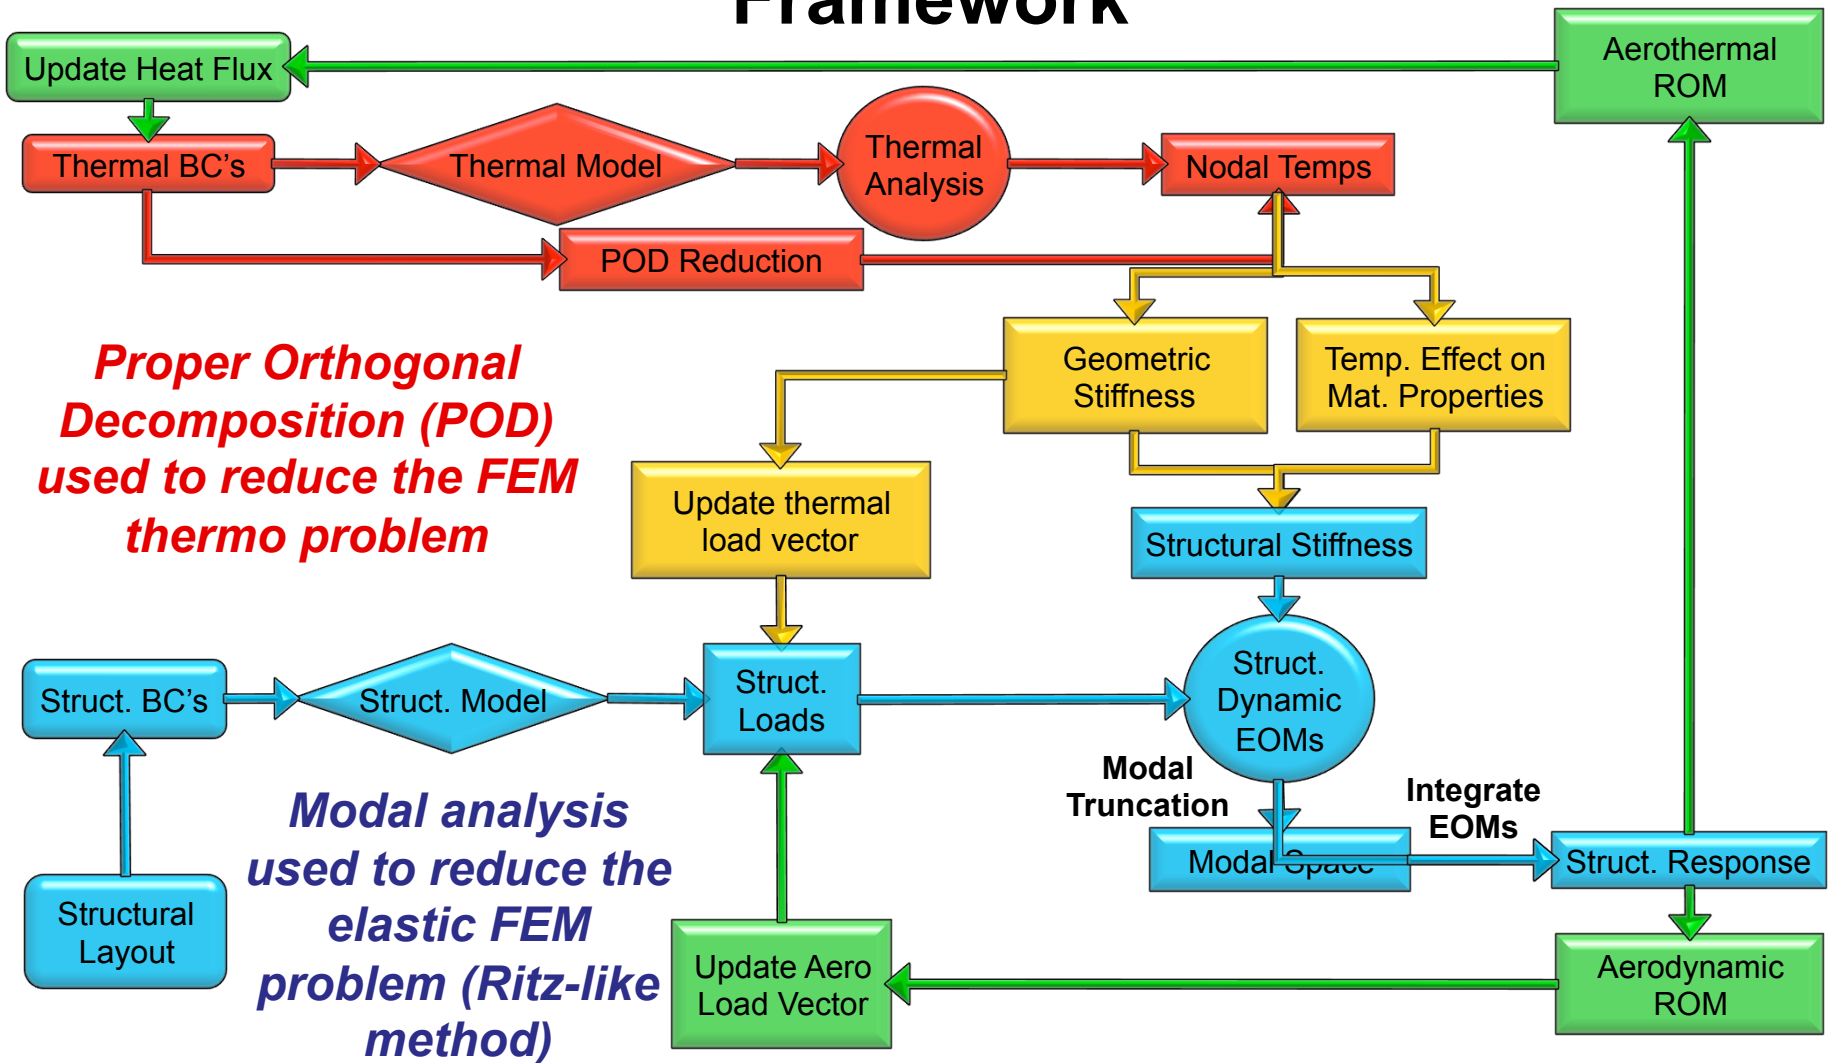 Framework
Update Heat Flux
Aerothermal
ROM
Thermal BC's
Thermal Model
Thermal
Analysis
Nodal Temps
POD Reduction
Proper Orthogonal
Decomposition (POD)
used to reduce the FEM
thermo problem
Geometric
Stiffness
Temp. Effect on
Mat. Properties
Update thermal
load vector
Structural Stiffness
Struct. BC's
Struct. Model
Struct.
Loads
Struct.
Dynamic
EOMs
Modal
Truncation
Integrate
EOMs
Modal Space
Struct. Response
Structural
Layout
Modal analysis
used to reduce the
elastic FEM
problem (Ritz-like
method)
Update Aero
Load Vector
Aerodynamic
ROM